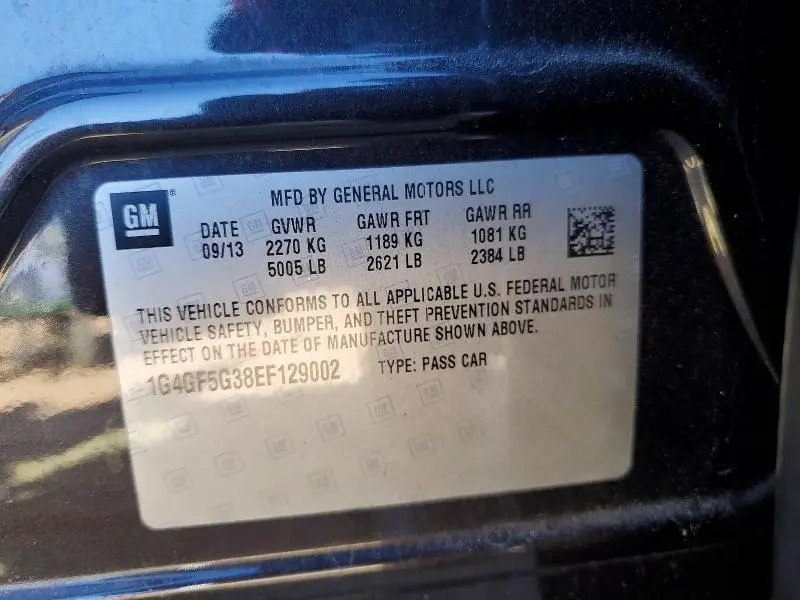 GM ®
MFD BY GENERAL MOTORS LLC
DATE GVWR GAWR FRT GAWR RR
09/13 2270 KG 1189 KG 1081 KG
5005 LB 2621 LB 2384 LB
THIS VEHICLE CONFORMS TO ALL APPLICABLE U.S. FEDERAL MOTOR
VEHICLE SAFETY, BUMPER, AND THEFT PREVENTION STANDARDS IN
EFFECT ON THE DATE OF MANUFACTURE SHOWN ABOVE.
1G4GF5G38EF129002 TYPE: PASS CAR